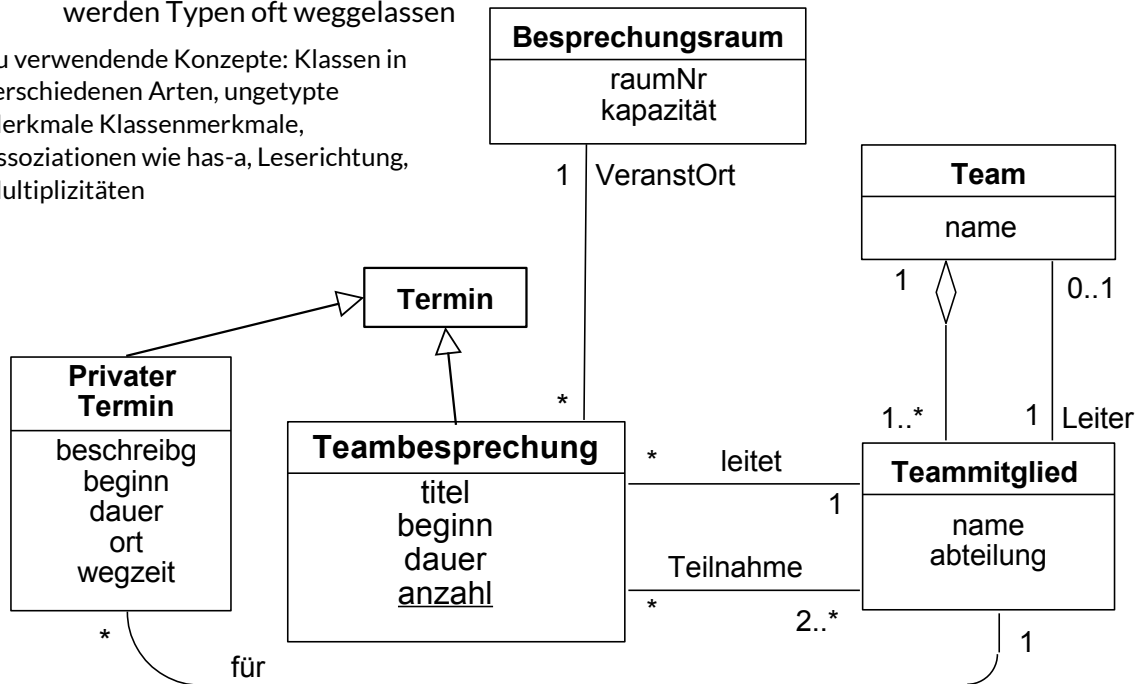 werden Typen oft weggelassen
u verwendende Konzepte: Klassen in
erschiedenen Arten, ungetypte
erkmale Klassenmerkmale,
ssoziationen wie has-a, Leserichtung,
ultiplizitäten
Besprechungsraum
raumNr
kapazität
1 VeranstOrt
*
Team
name
1
0..1
1..*
1 Leiter
Termin
Privater
Termin
beschreibg
beginn
dauer
ort
wegzeit
*
für
Teambesprechung
titel
beginn
dauer
anzahl
* leitet
1
Teilnahme
*
2..*
Teammitglied
name
abteilung
1